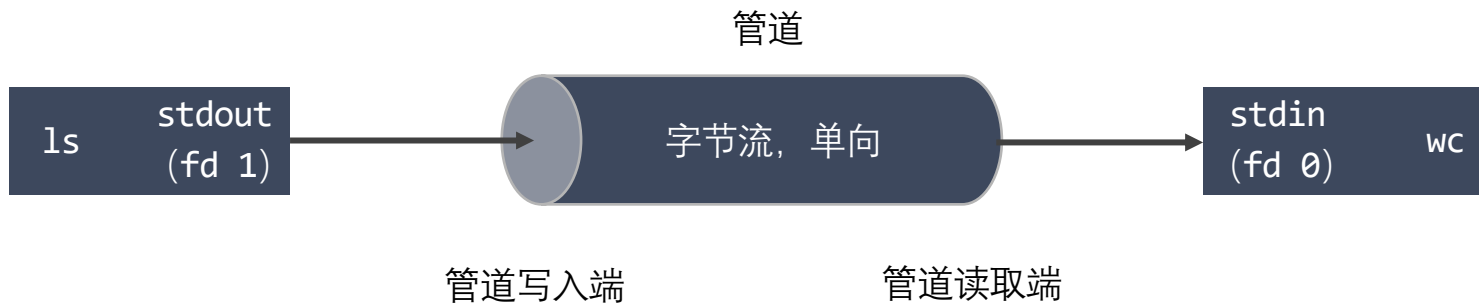 管道
ls
stdout
(fd 1)
字节流，单向
stdin
(fd 0)
wc
管道写入端
管道读取端